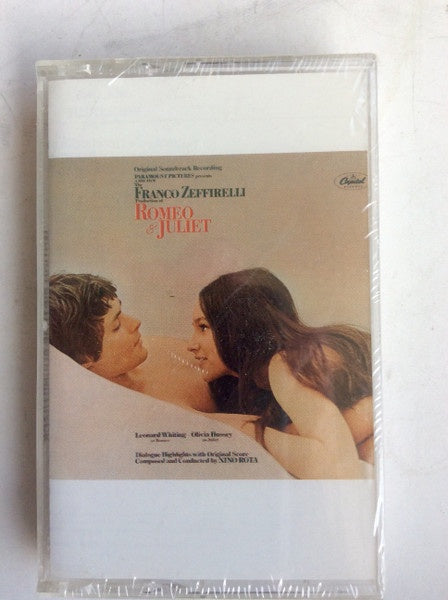 Original Soundtrack Recording
PARAMOUNT PICTURES presents
The
FRANCO ZEFFIRELLI
Production of
ROMEO
& JULIET
Capitol
Leonard Whiting · Olivia Hussey
as Romeo as Juliet
Dialogue Highlights with Original Score
Composed and Conducted by NINO ROTA